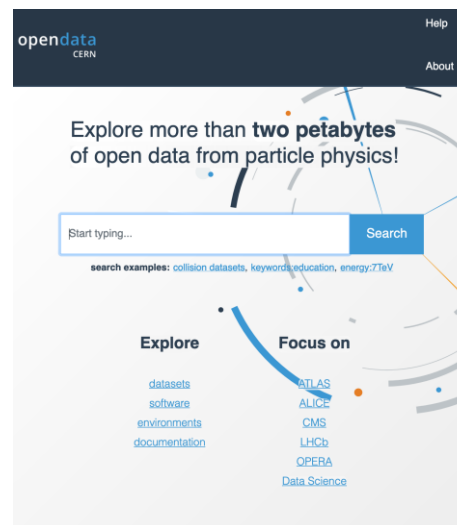 Help
opendata
CERN
About
Explore more than two petabytes
of open data from particle physics!
Start typing...
Search
search examples: collision datasets, keywords:education, energy:7TeV
Explore
datasets
software
environments
documentation
Focus on
ATLAS
ALICE
CMS
LHCb
OPERA
Data Science